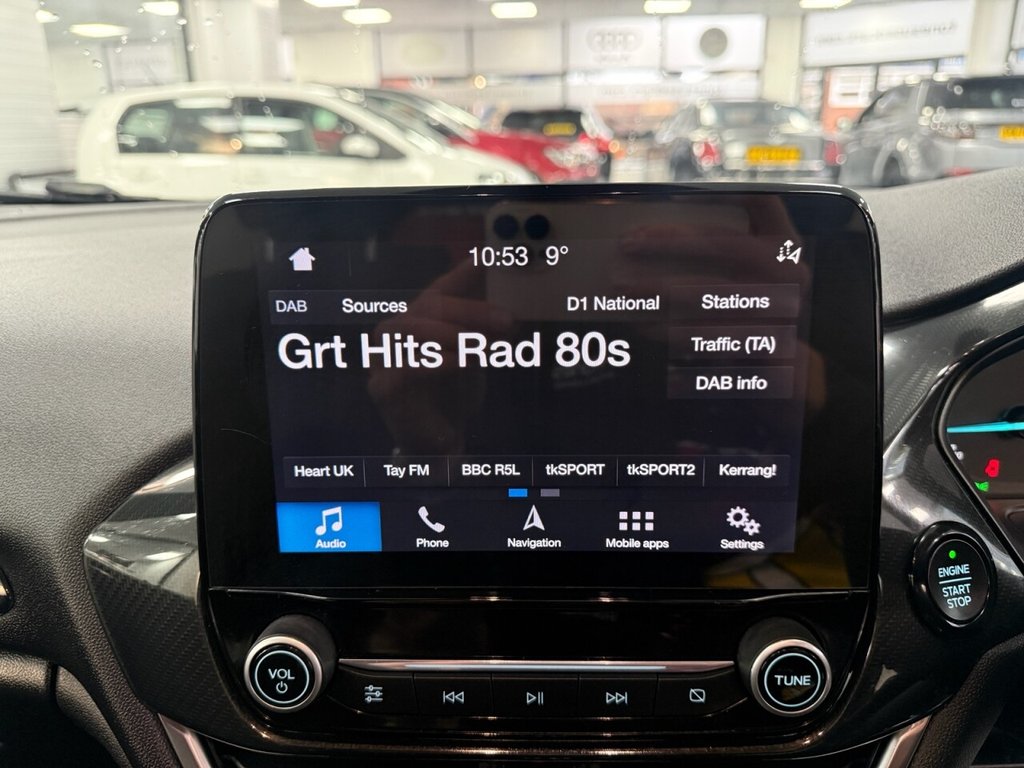 10:53 9°
DAB Sources D1 National Stations
Grt Hits Rad 80s
Traffic (TA)
DAB info
Heart UK Tay FM BBC R5L tkSPORT tkSPORT2 Kerrang!
Audio Phone Navigation Mobile apps Settings
ENGINE
START
STOP
VOL
TUNE